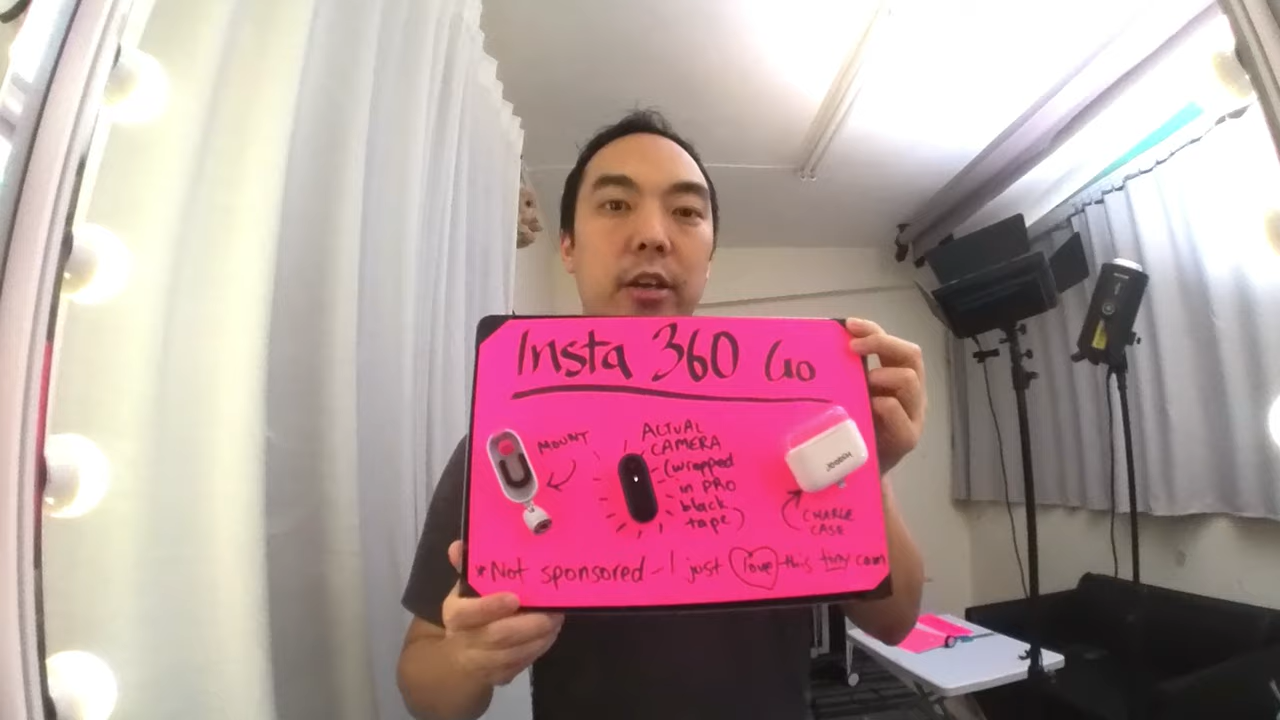 Insta 360 Go
MOUNT
ACTUAL
CAMERA
(wrapped
in PRO
black
tape)
CHARGE
CASE
*Not sponsored - I just love this tiny cam